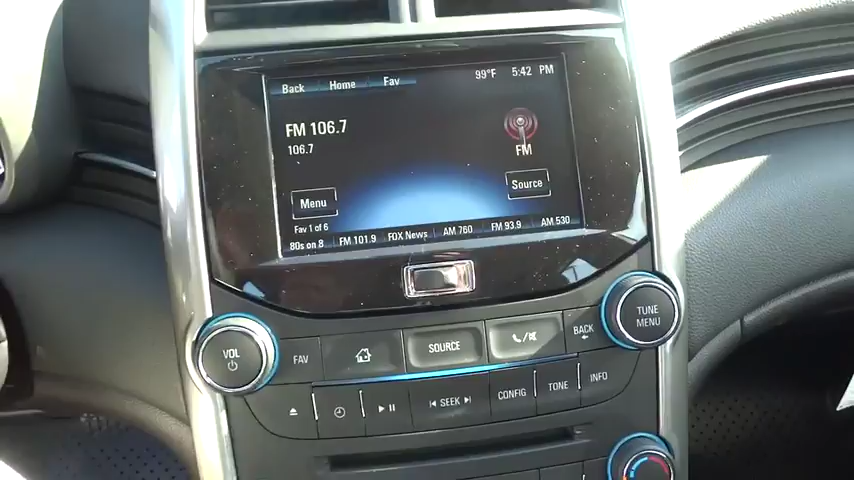 Back Home Fav 99°F 5:42 PM
FM 106.7
106.7
FM
Menu
Source
Fav 1 of 6
80s on 8 FM 101.9 FOX News AM 760 FM 93.9 AM 530
VOL
FAV
SOURCE
BACK
TUNE
MENU
SEEK
CONFIG
TONE
INFO